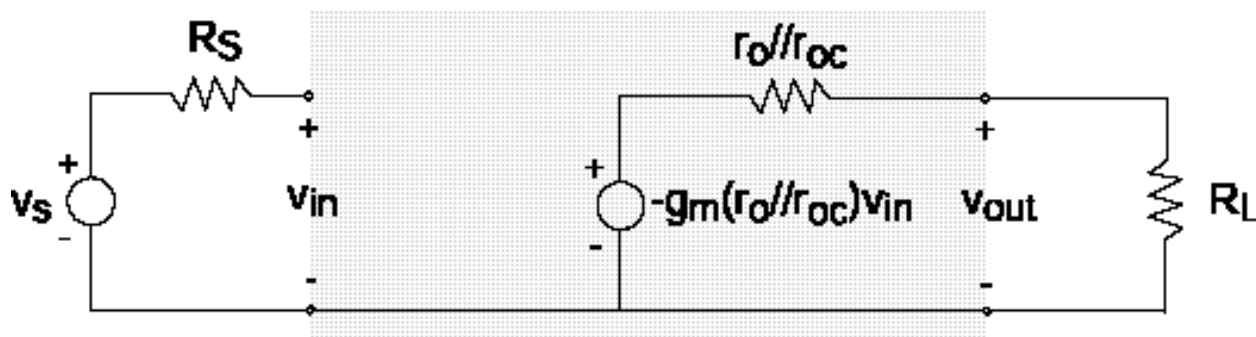 RS
ro//roc
+
+
+
+
vs
vin
-gm(ro//roc)vin
vout
RL
-
-
-
-